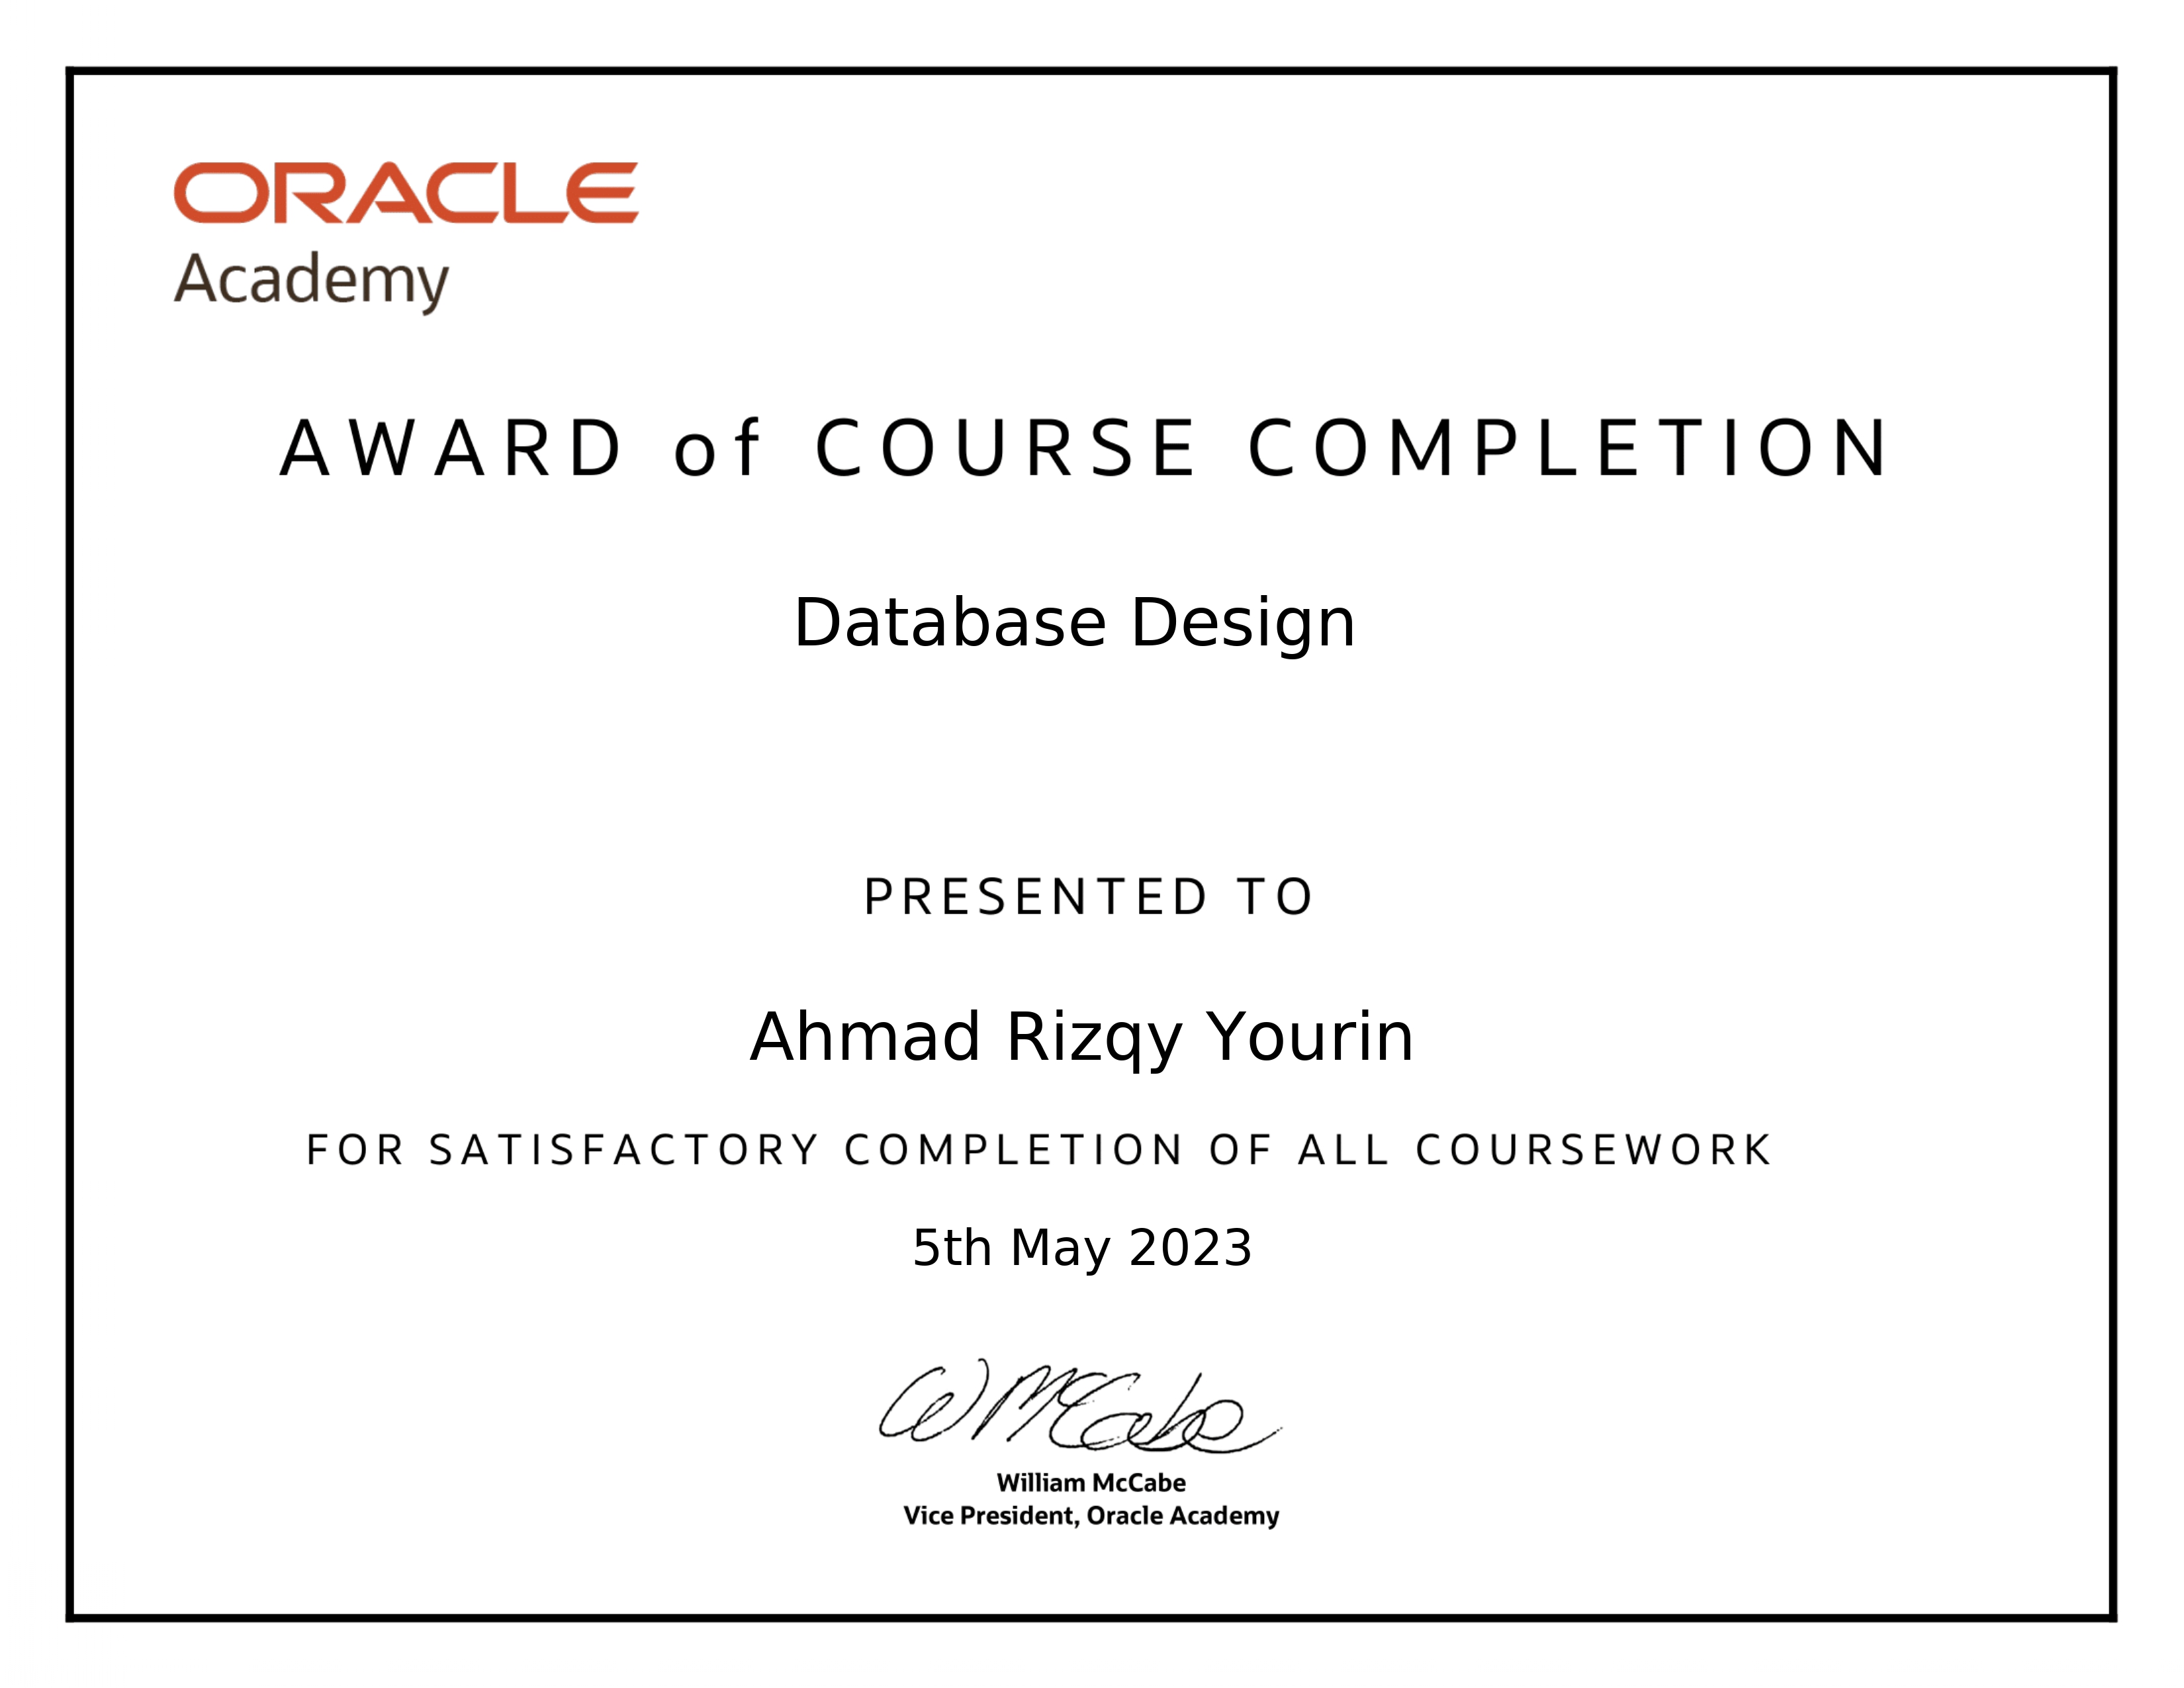 ORACLE
Academy
AWARD of COURSE COMPLETION
Database Design
PRESENTED TO
Ahmad Rizqy Yourin
FOR SATISFACTORY COMPLETION OF ALL COURSEWORK
5th May 2023
W McCabe
William McCabe
Vice President, Oracle Academy